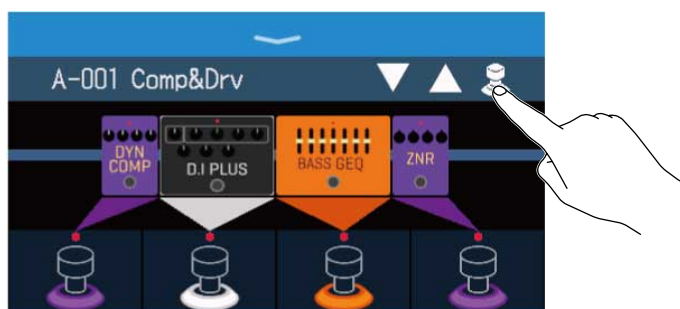 A-001 Comp&Drv
DYN
COMP
D.I PLUS
BASS GEQ
ZNR